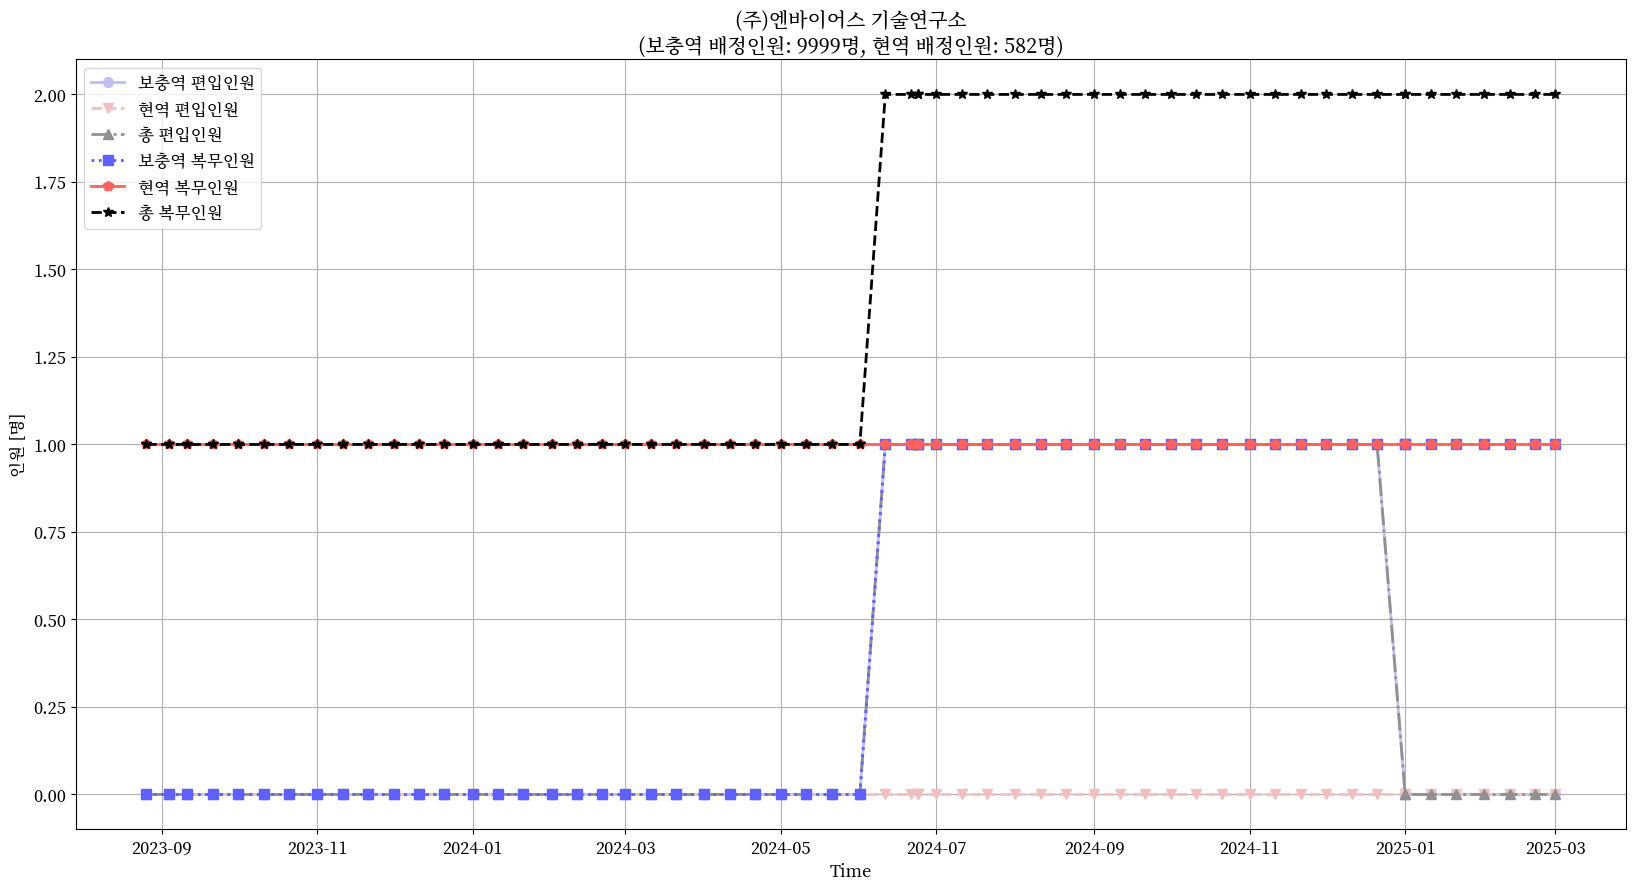 (주)엔바이어스 기술연구소
(보충역 배정인원: 9999명, 현역 배정인원: 582명)
보충역 편입인원
현역 편입인원
총 편입인원
보충역 복무인원
현역 복무인원
총 복무인원
인원 [명]
2.00
1.75
1.50
1.25
1.00
0.75
0.50
0.25
0.00
2023-09 2023-11 2024-01 2024-03 2024-05 2024-07 2024-09 2024-11 2025-01 2025-03
Time